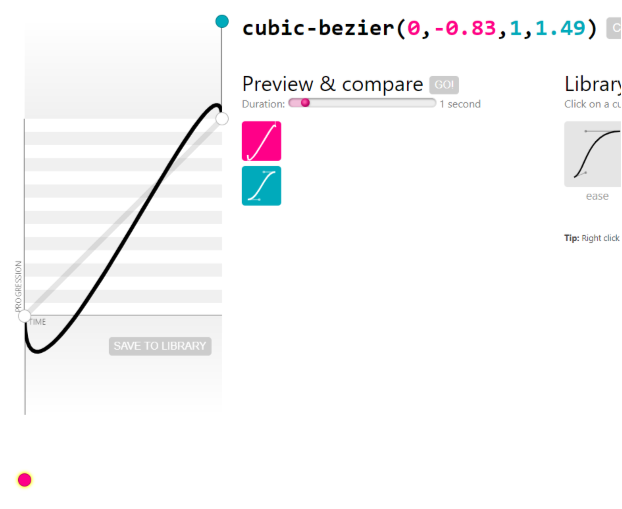 cubic-bezier(0,-0.83,1,1.49)
Preview & compare GO!
Duration: 1 second
Library
Click on a cu
ease
Tip: Right click
PROGRESSION
TIME
SAVE TO LIBRARY